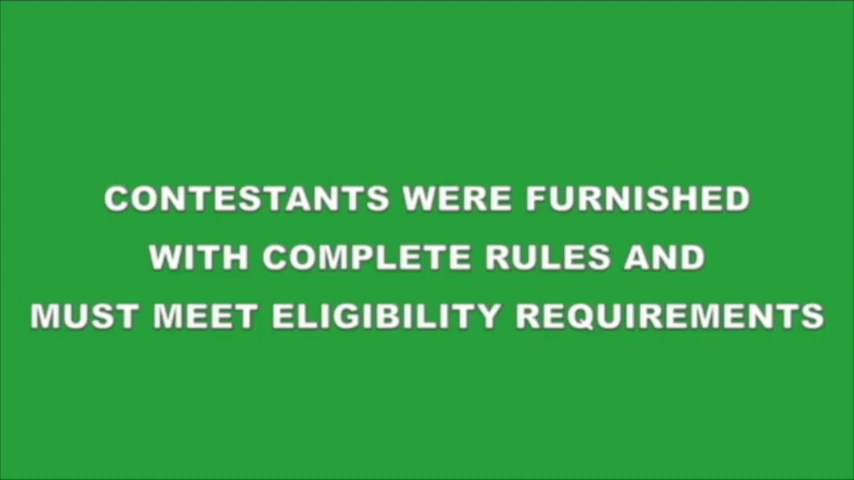 CONTESTANTS WERE FURNISHED
WITH COMPLETE RULES AND
MUST MEET ELIGIBILITY REQUIREMENTS